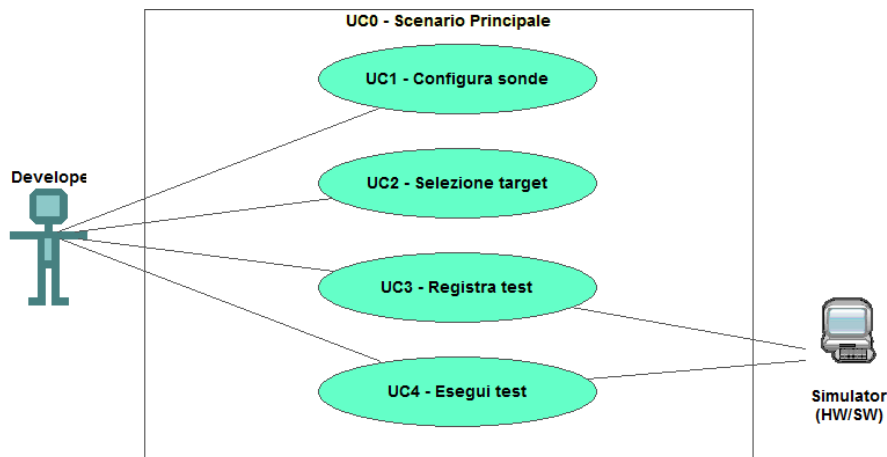 UC0 - Scenario Principale
UC1 - Configura sonde
Develope
UC2 - Selezione target
UC3 - Registra test
UC4 - Esegui test
Simulator
(HW/SW)